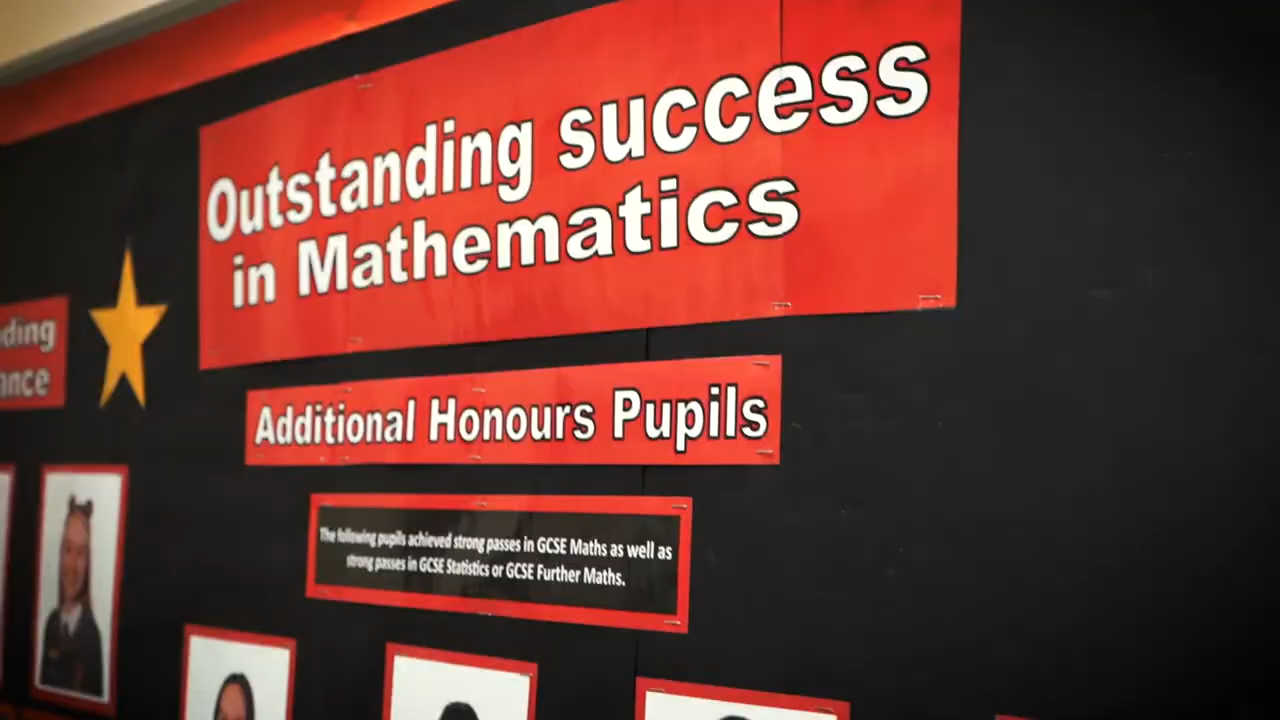 Outstanding success
in Mathematics
Additional Honours Pupils
The following pupils achieved strong passes in GCSE Maths as well as
strong passes in GCSE Statistics or GCSE Further Maths.